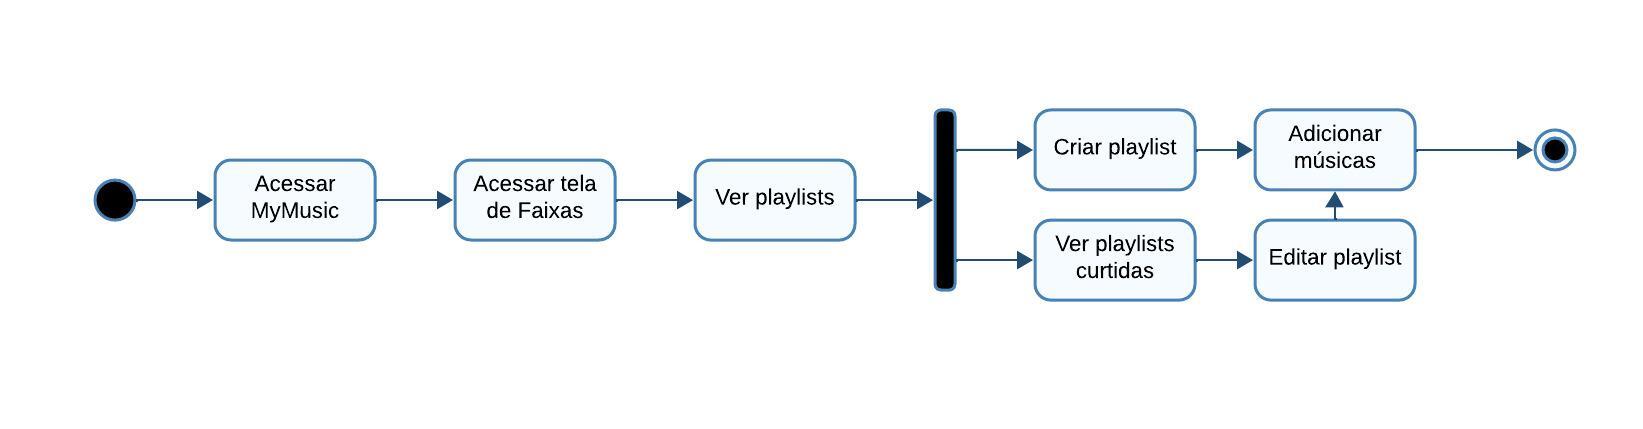 Acessar
MyMusic
Acessar tela
de Faixas
Ver playlists
Criar playlist
Adicionar
músicas
Ver playlists
curtidas
Editar playlist